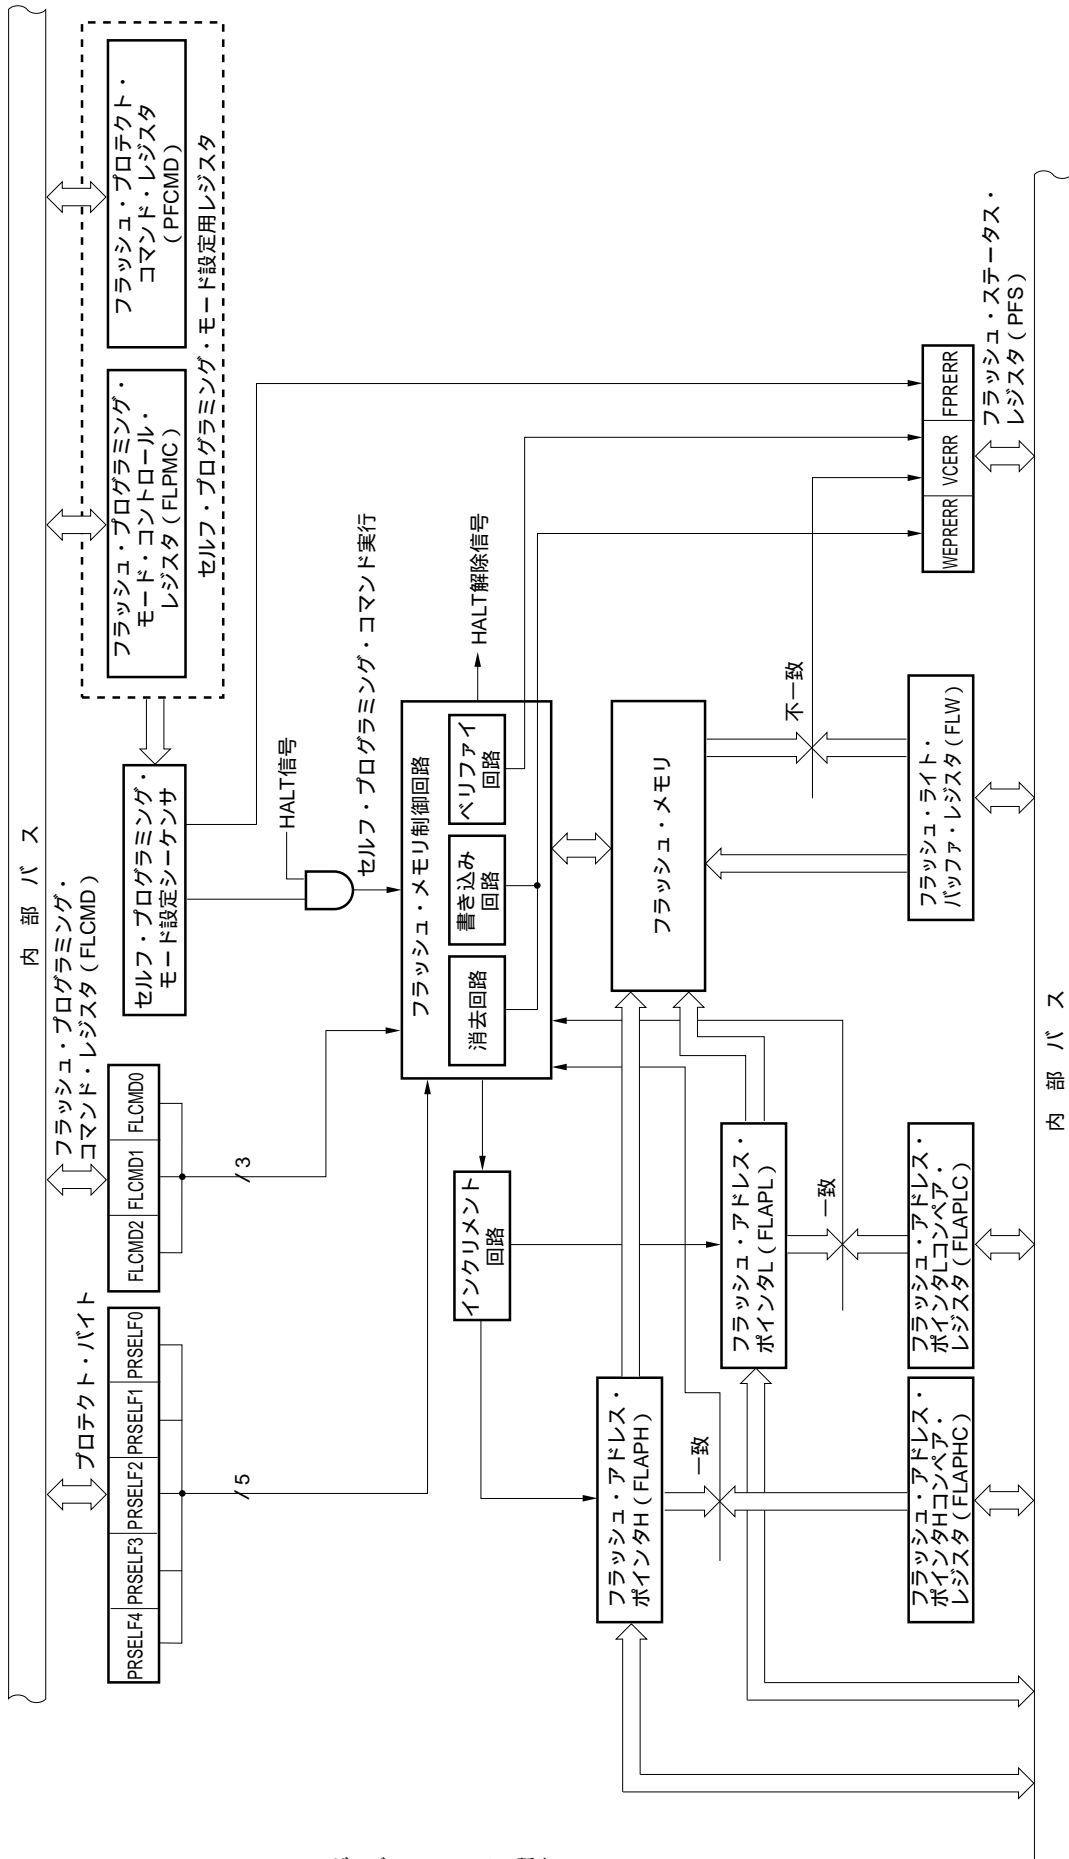 内部バス
プロテクト・バイト
PRSELF4 PRSELF3 PRSELF2 PRSELF1 PRSELF0
5
フラッシュ・プログラミング・
コマンド・レジスタ(FLCMD)
FLCMD2 FLCMD1 FLCMD0
3
セルフ・プログラミング・
モード設定シーケンサ
フラッシュ・プログラミング・
モード・コントロール・
レジスタ(FLPMC)
フラッシュ・プロテクト・
コマンド・レジスタ
(PFCMD)
セルフ・プログラミング・モード設定用レジスタ
HALT信号
セルフ・プログラミング・コマンド実行
フラッシュ・メモリ制御回路
消去回路
書き込み
回路
ベリファイ
回路
HALT解除信号
インクリメント
回路
フラッシュ・アドレス・
ポインタH(FLAPH)
一致
フラッシュ・アドレス・
ポインタL(FLAPL)
一致
フラッシュ・メモリ
不一致
フラッシュ・アドレス・
ポインタHコンペア・
レジスタ(FLAPHC)
フラッシュ・アドレス・
ポインタLコンペア・
レジスタ(FLAPLC)
フラッシュ・ライト・
バッファ・レジスタ(FLW)
WEPRERR VCERR FPRERR
フラッシュ・ステータス・
レジスタ(PFS)
内部バス